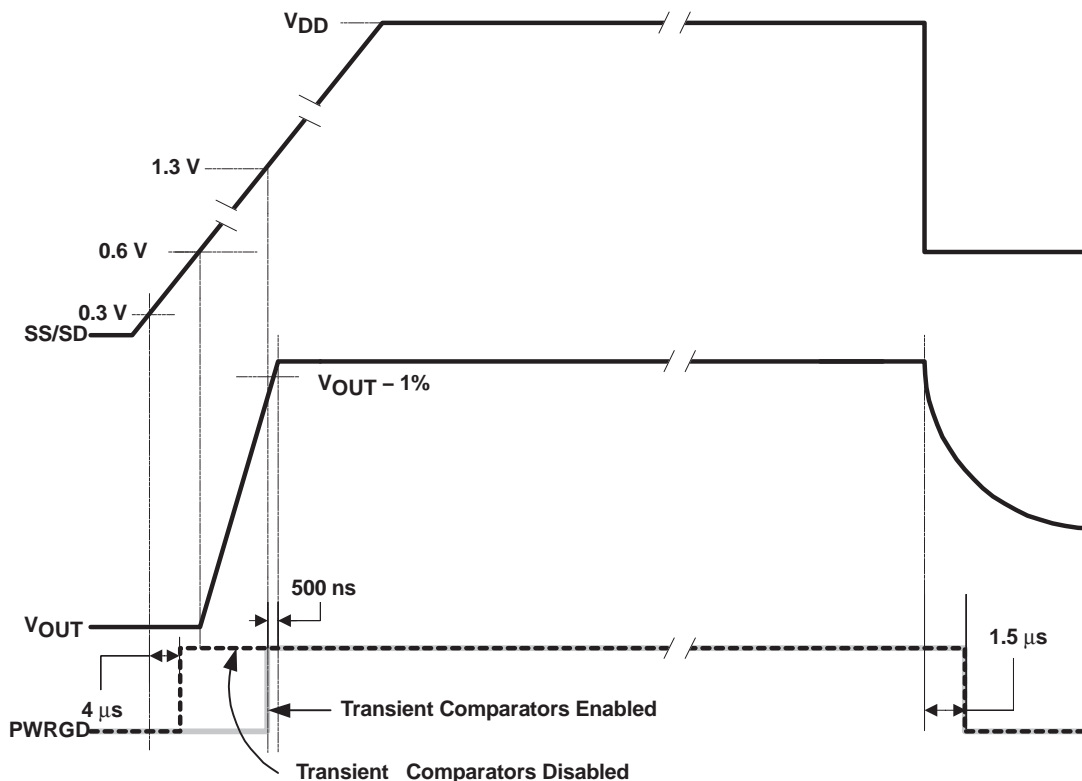 VDD
1.3 V
0.6 V
0.3 V
SS/SD
VOUT – 1%
500 ns
VOUT
1.5 μs
4 μs
PWRGD
Transient Comparators Enabled
Transient Comparators Disabled